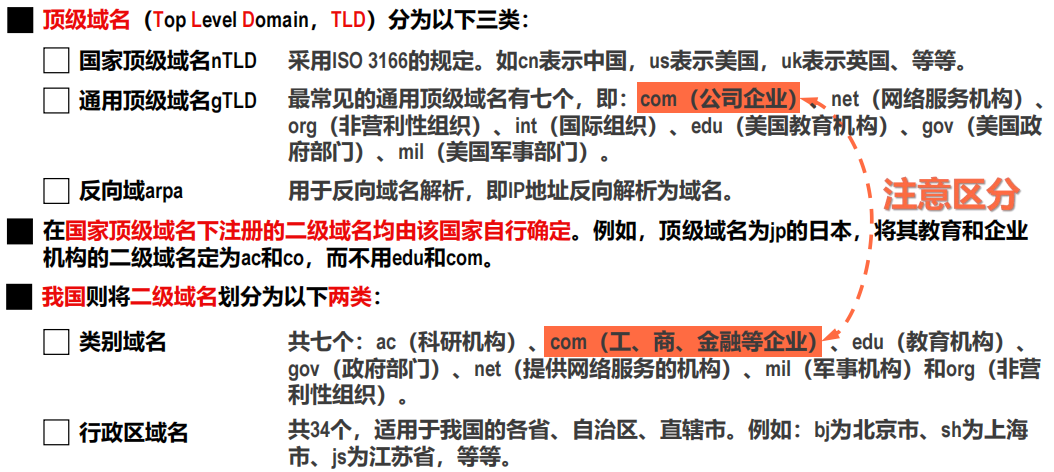 顶级域名（Top Level Domain，TLD）分为以下三类：
国家顶级域名nTLD 采用ISO 3166的规定。如cn表示中国，us表示美国，uk表示英国、等等。
通用顶级域名gTLD 最常见的通用顶级域名有七个，即：com（公司企业）、net（网络服务机构）、
org（非营利性组织）、int（国际组织）、edu（美国教育机构）、gov（美国政
府部门）、mil（美国军事部门）。
反向域arpa 用于反向域名解析，即IP地址反向解析为域名。
注意区分
在国家顶级域名下注册的二级域名均由该国家自行确定。例如，顶级域名为jp的日本，将其教育和企业
机构的二级域名定为ac和co，而不用edu和com。
我国则将二级域名划分为以下两类：
类别域名 共七个：ac（科研机构）、com（工、商、金融等企业）、edu（教育机构）、
gov（政府部门）、net（提供网络服务的机构）、mil（军事机构）和org（非营
利性组织）。
行政区域名 共34个，适用于我国的各省、自治区、直辖市。例如：bj为北京市、sh为上海
市、js为江苏省，等等。